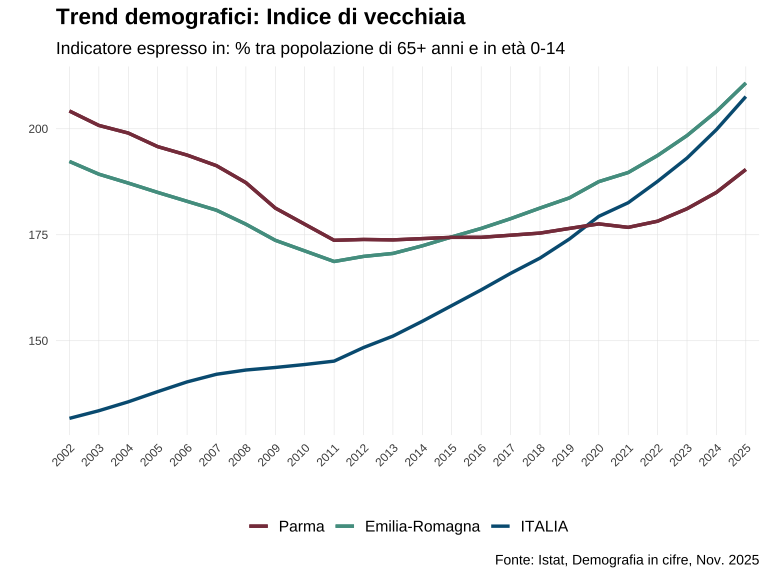 Trend demografici: Indice di vecchiaia
Indicatore espresso in: % tra popolazione di 65+ anni e in età 0-14
200
175
150
2002 2003 2004 2005 2006 2007 2008 2009 2010 2011 2012 2013 2014 2015 2016 2017 2018 2019 2020 2021 2022 2023 2024 2025
Parma Emilia-Romagna ITALIA
Fonte: Istat, Demografia in cifre, Nov. 2025